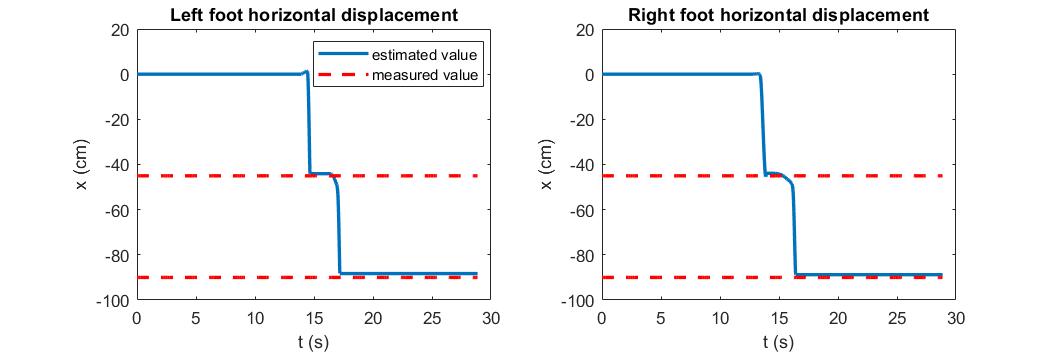 Left foot horizontal displacement
20
0
-20
-40
-60
-80
-100
x (cm)
estimated value
measured value
0 5 10 15 20 25 30
t (s)
Right foot horizontal displacement
20
0
-20
-40
-60
-80
-100
x (cm)
0 5 10 15 20 25 30
t (s)